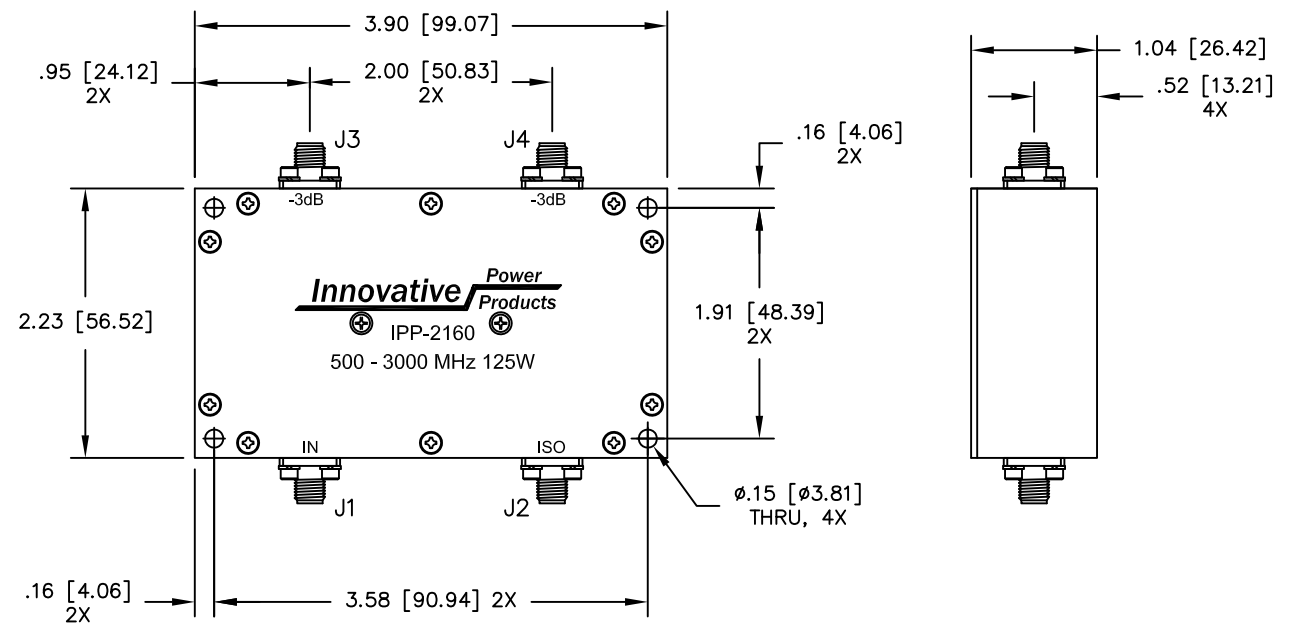 3.90 [99.07]
.95 [24.12]
2X
2.00 [50.83]
2X
1.04 [26.42]
.52 [13.21]
4X
J3
J4
.16 [4.06]
2X
-3dB
-3dB
Innovative Power Products
2.23 [56.52]
1.91 [48.39]
2X
IPP-2160
500 - 3000 MHz 125W
IN
ISO
J1
J2
ø.15 [ø3.81]
THRU, 4X
.16 [4.06]
2X
3.58 [90.94] 2X